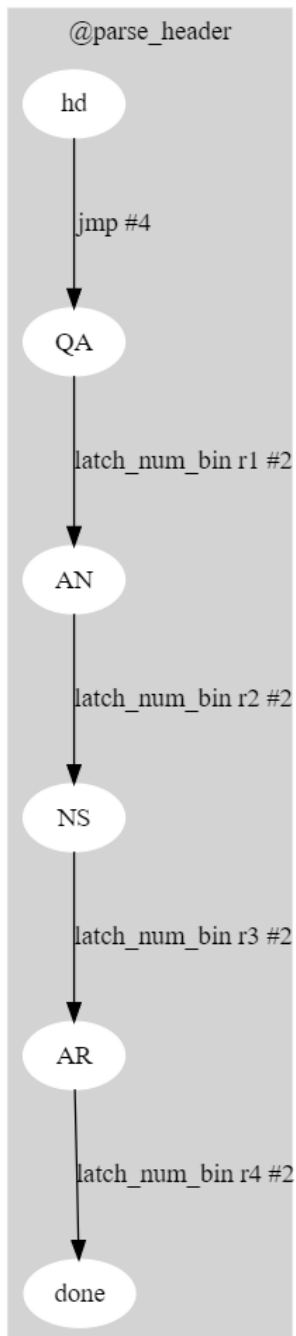 @parse_header
hd
jmp #4
QA
latch_num_bin r1 #2
AN
latch_num_bin r2 #2
NS
latch_num_bin r3 #2
AR
latch_num_bin r4 #2
done